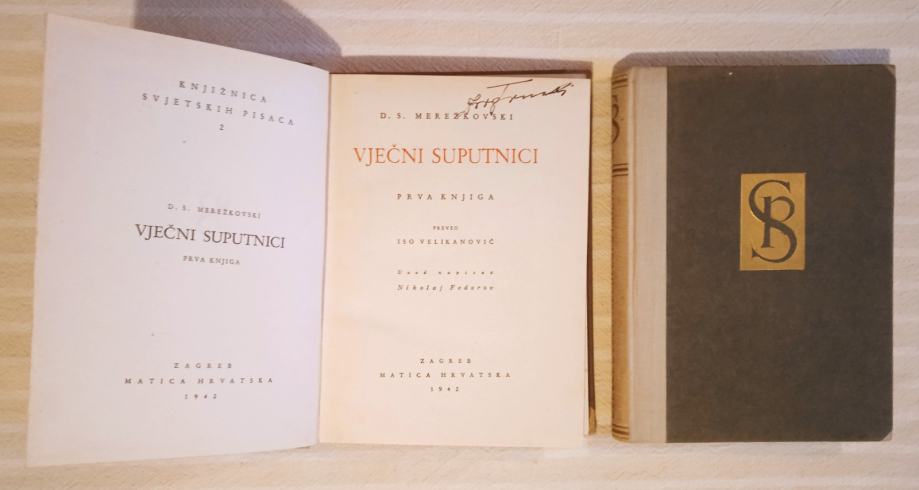 KNJIŽNICA
SVJETSKIH PISACA
2
D. S. MEREŽKOVSKI
VJEČNI SUPUTNICI
PRVA KNJIGA
ZAGREB
MATICA HRVATSKA
1942
D. S. MEREŽKOVSKI
VJEČNI SUPUTNICI
PRVA KNJIGA
PREVEO
ISO VELIKANOVIĆ
Uvod napisao
Nikolaj Fedorov
ZAGREB
MATICA HRVATSKA
1942
SP